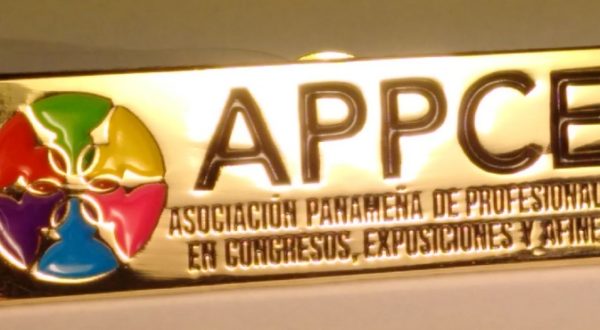 APPCE
ASOCIACIÓN PANAMEÑA DE PROFESIONAL
EN CONGRESOS, EXPOSICIONES Y AFINE